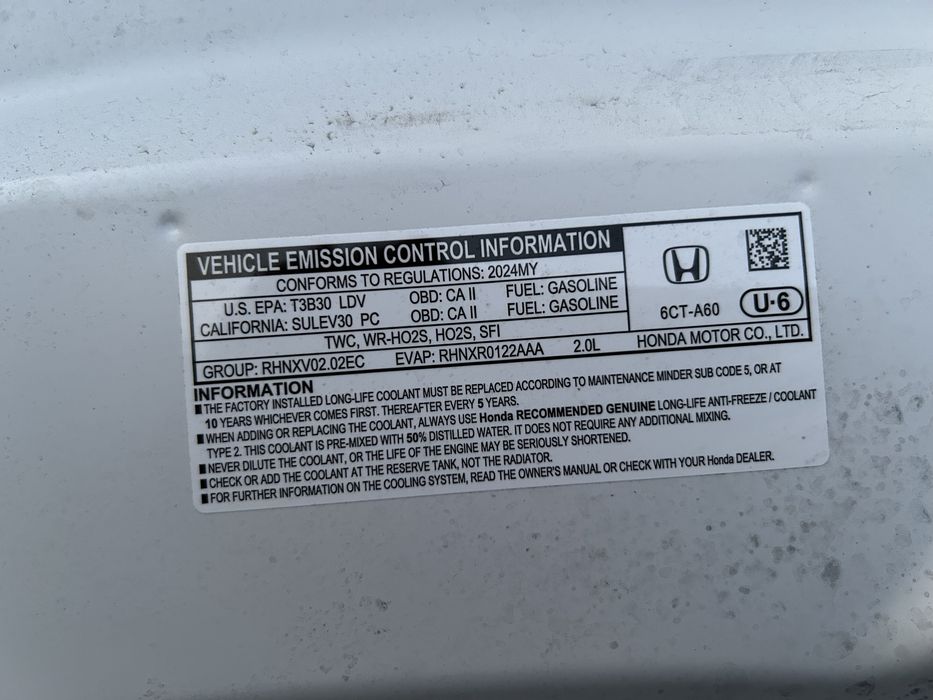 VEHICLE EMISSION CONTROL INFORMATION
CONFORMS TO REGULATIONS: 2024MY
U.S. EPA: T3B30 LDV OBD: CA II FUEL: GASOLINE
CALIFORNIA: SULEV30 PC OBD: CA II FUEL: GASOLINE
TWC, WR-HO2S, HO2S, SFI
GROUP: RHNXV02.02EC EVAP: RHNXR0122AAA 2.0L
6CT-A60 U-6
HONDA MOTOR CO., LTD.
INFORMATION
■ THE FACTORY INSTALLED LONG-LIFE COOLANT MUST BE REPLACED ACCORDING TO MAINTENANCE MINDER SUB CODE 5, OR AT
10 YEARS WHICHEVER COMES FIRST. THEREAFTER EVERY 5 YEARS.
■ WHEN ADDING OR REPLACING THE COOLANT, ALWAYS USE Honda RECOMMENDED GENUINE LONG-LIFE ANTI-FREEZE / COOLANT
TYPE 2. THIS COOLANT IS PRE-MIXED WITH 50% DISTILLED WATER. IT DOES NOT REQUIRE ANY ADDITIONAL MIXING.
■ NEVER DILUTE THE COOLANT, OR THE LIFE OF THE ENGINE MAY BE SERIOUSLY SHORTENED.
■ CHECK OR ADD THE COOLANT AT THE RESERVE TANK, NOT THE RADIATOR.
■ FOR FURTHER INFORMATION ON THE COOLING SYSTEM, READ THE OWNER'S MANUAL OR CHECK WITH YOUR Honda DEALER.